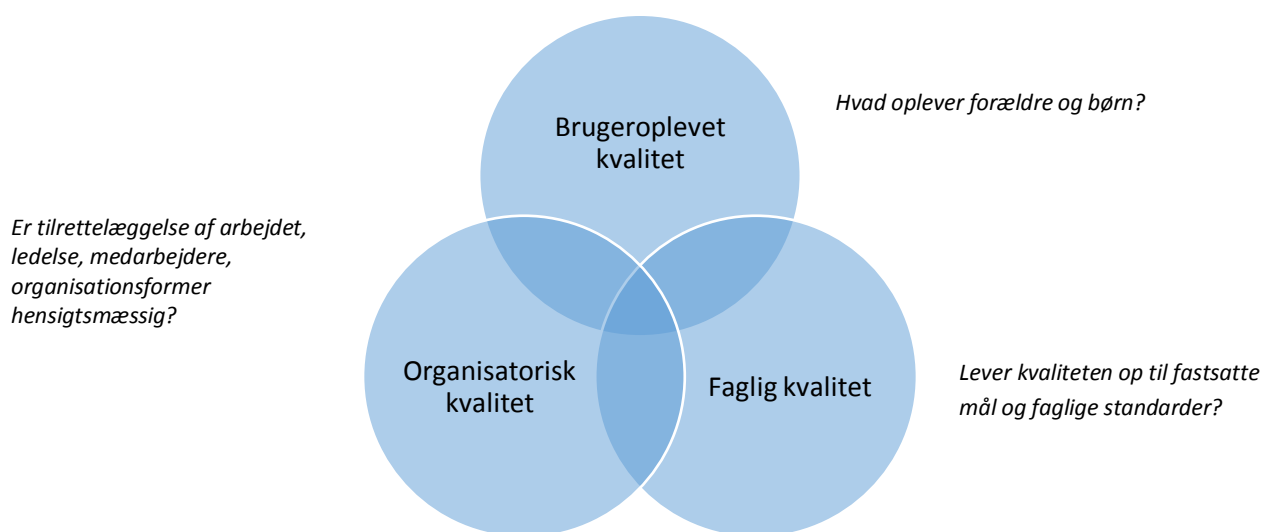 Brugeroplevet
kvalitet
Hvad oplever forældre og børn?
Er tilrettelæggelse af arbejdet,
ledelse, medarbejdere,
organisationsformer
hensigtsmæssig?
Organisatorisk
kvalitet
Faglig kvalitet
Lever kvaliteten op til fastsatte
mål og faglige standarder?